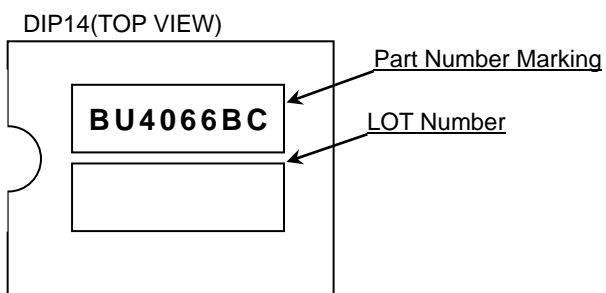 DIP14(TOP VIEW)
Part Number Marking
BU4066BC
LOT Number